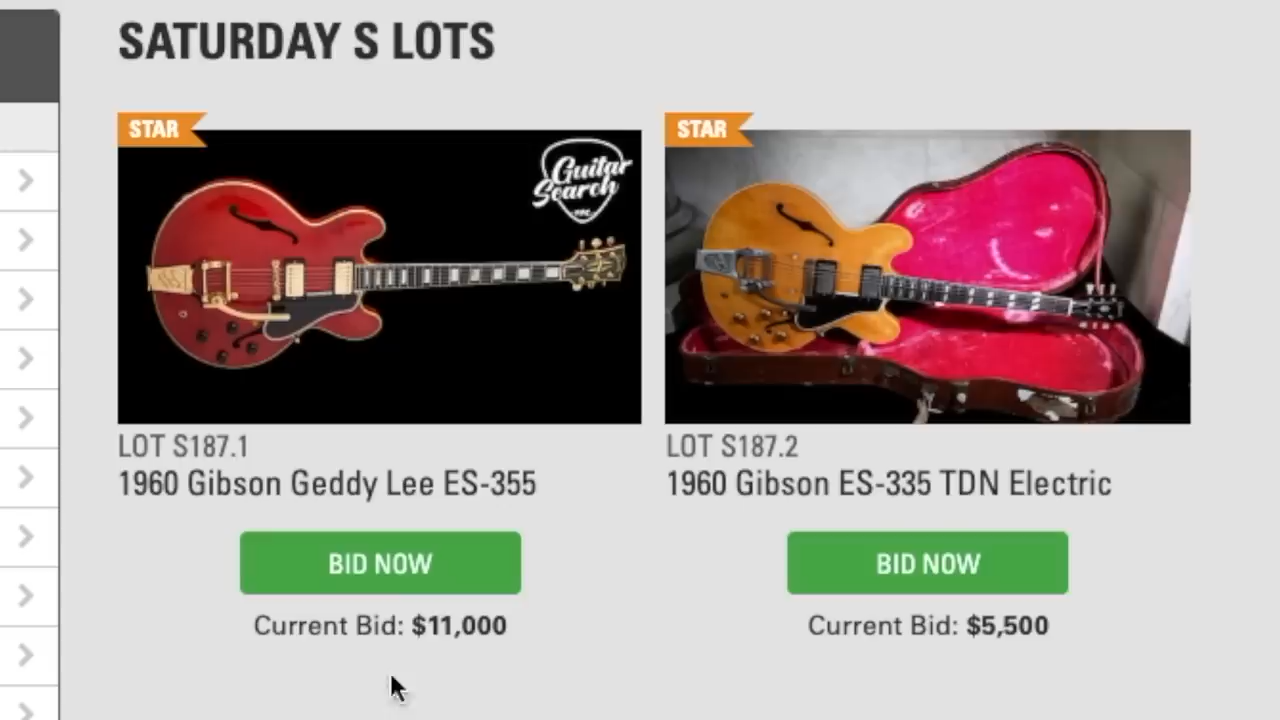 SATURDAY S LOTS
STAR
Guitar
Search
STAR
LOT S187.1
1960 Gibson Geddy Lee ES-355
BID NOW
Current Bid: $11,000
LOT S187.2
1960 Gibson ES-335 TDN Electric
BID NOW
Current Bid: $5,500